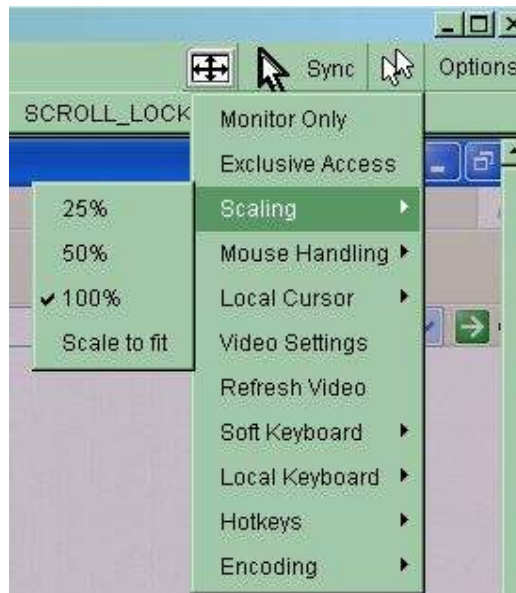 Sync Options
SCROLL_LOCK
Monitor Only
Exclusive Access
Scaling
Mouse Handling
Local Cursor
Video Settings
Refresh Video
Soft Keyboard
Local Keyboard
Hotkeys
Encoding
25%
50%
100%
Scale to fit